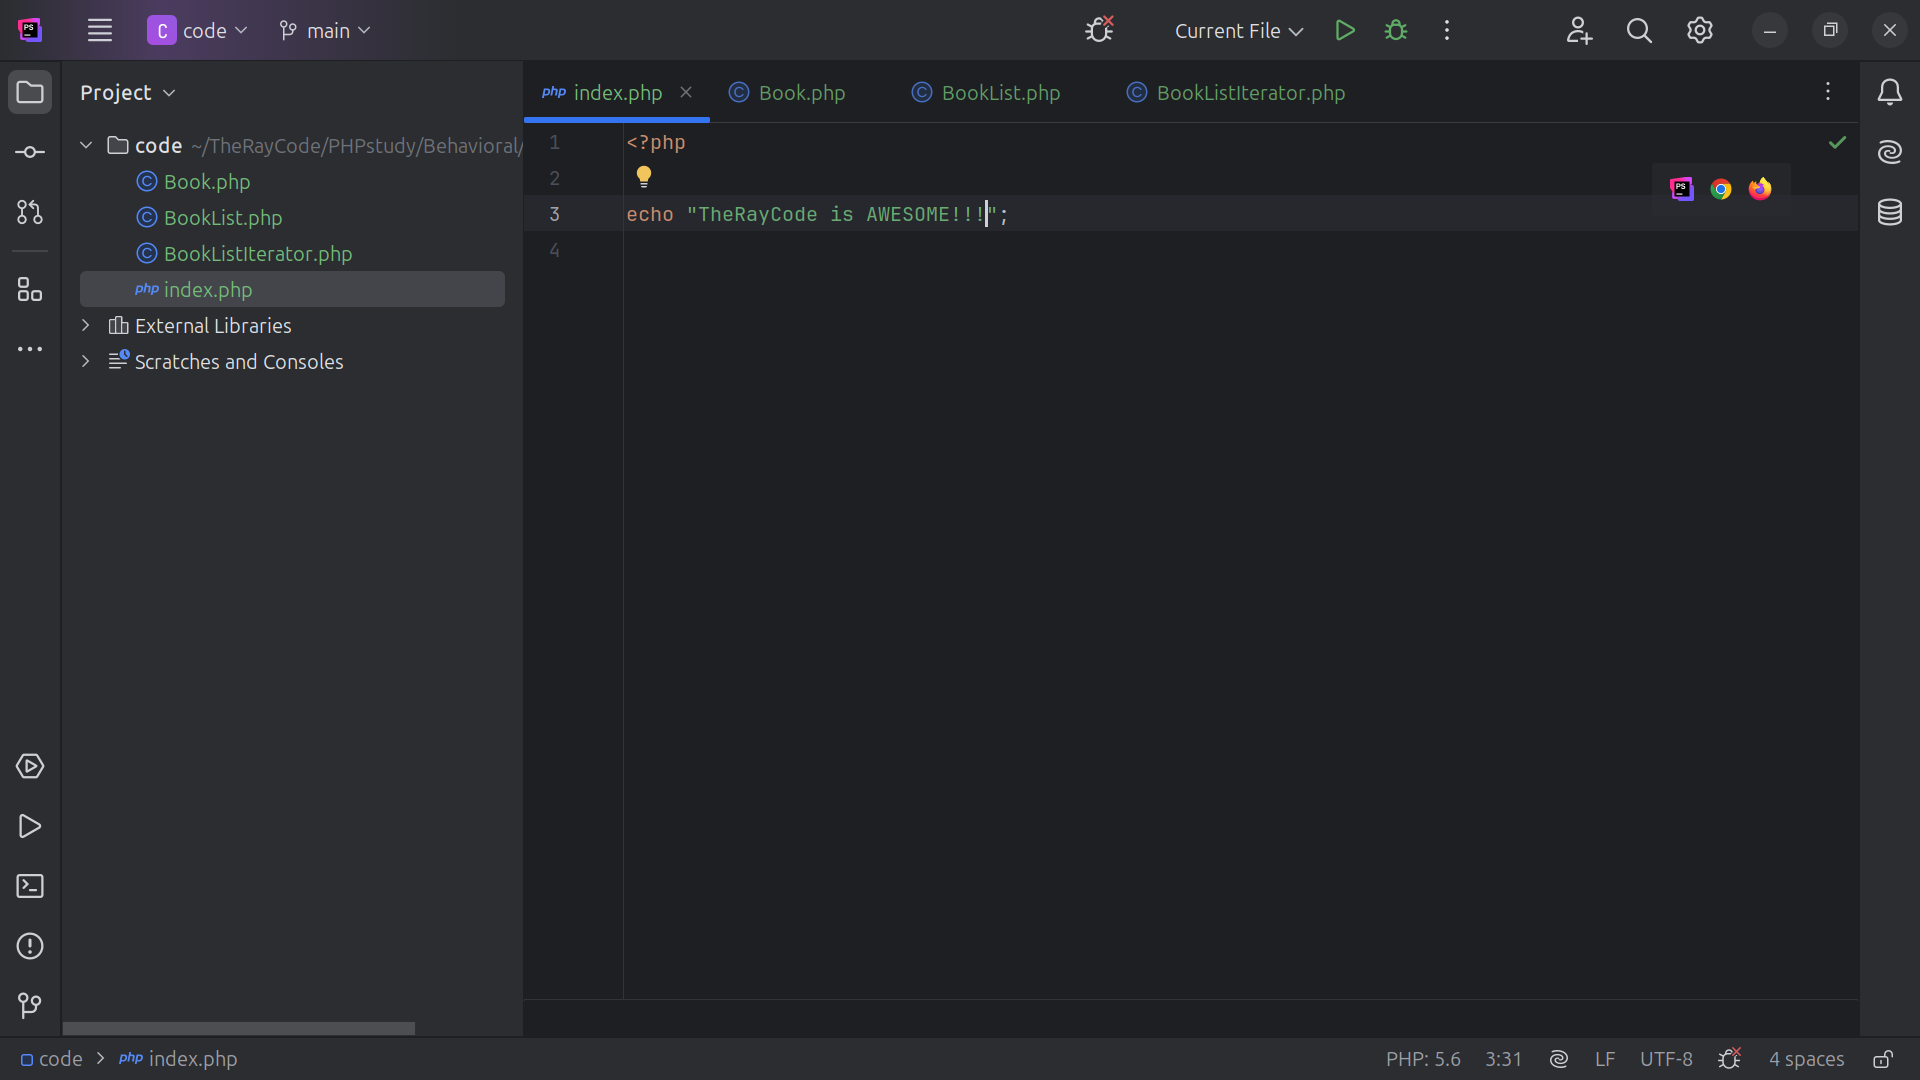 PS
C code main
Current File
Project
index.php Book.php BookList.php BookListIterator.php
code ~/TheRayCode/PHPstudy/Behavioral/
Book.php
BookList.php
BookListIterator.php
index.php
External Libraries
Scratches and Consoles
1 <?php
2
3 echo "TheRayCode is AWESOME!!!";
4
PS
code > php index.php
PHP: 5.6 3:31 LF UTF-8 4 spaces